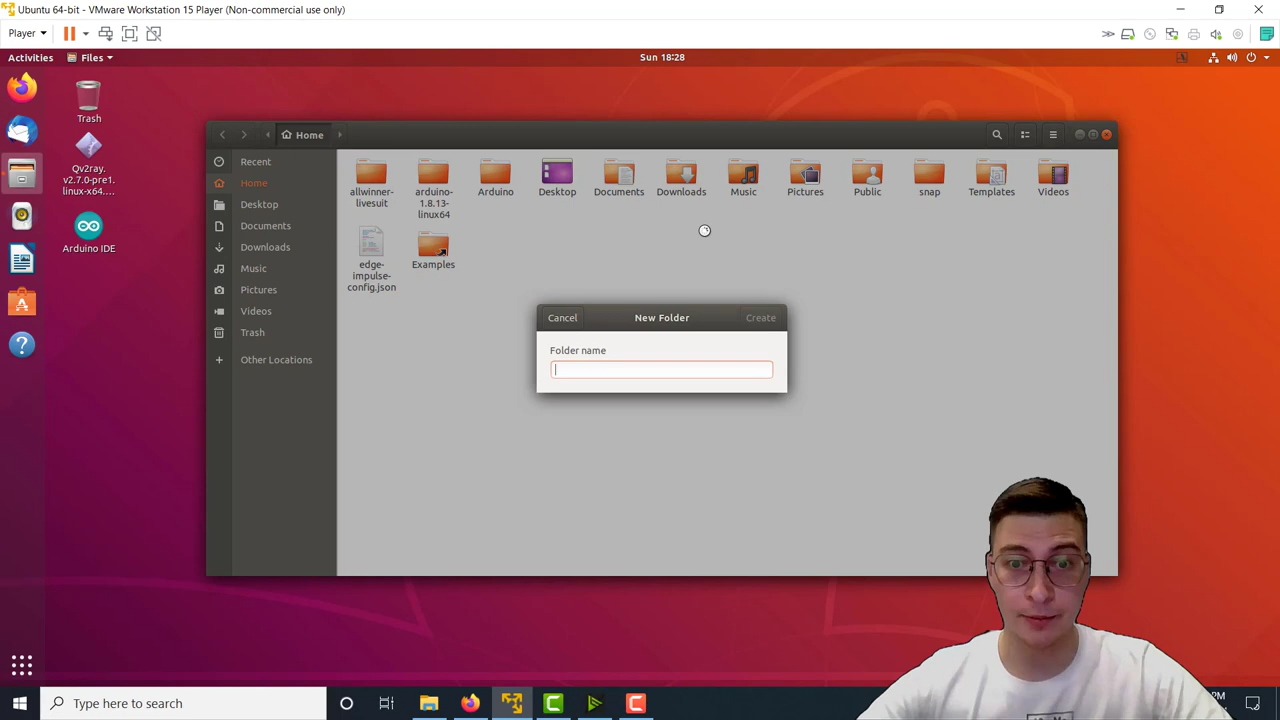 Ubuntu 64-bit - VMware Workstation 15 Player (Non-commercial use only)
Player
Activities
Files
Sun 18:28
Trash
Qv2ray.
v2.7.0-pre1.
linux-x64....
Arduino IDE
Home
Recent
Home
Desktop
Documents
Downloads
Music
Pictures
Videos
Trash
Other Locations
allwinner-
livesuit
arduino-
1.8.13-
linux64
Arduino
Desktop
Documents
Downloads
Music
Pictures
Public
snap
Templates
Videos
edge-
impulse-
config.json
Examples
Cancel
New Folder
Create
Folder name
Type here to search
PM